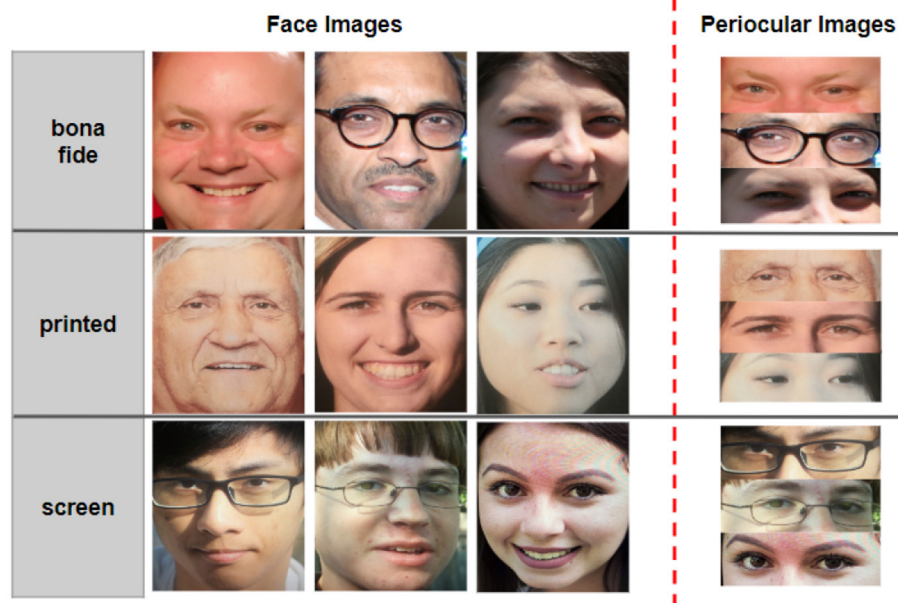 Face Images
Periocular Images
bona
fide
printed
screen